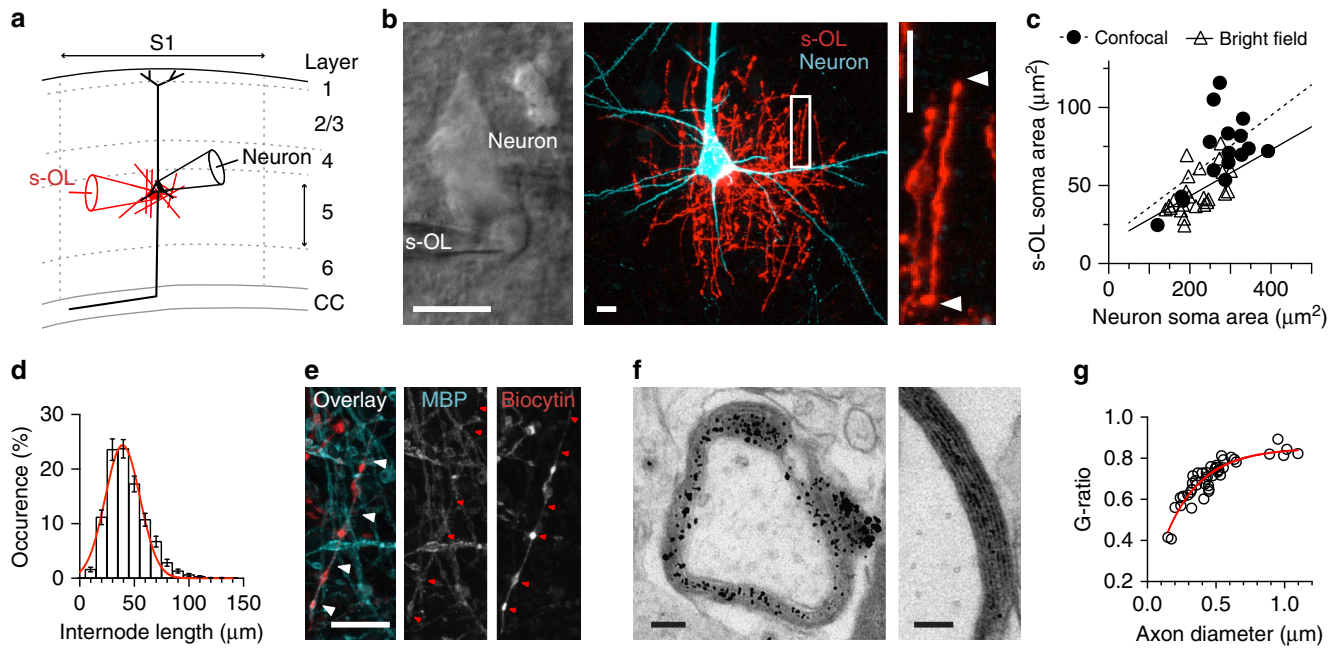 a
S1
Layer
1
2/3
4
5
6
CC
Neuron
s-OL
b
Neuron
s-OL
s-OL
Neuron
c
Confocal
Bright field
s-OL soma area (μm²)
100
50
0
0
200
400
Neuron soma area (μm²)
d
Occurence (%)
30
20
10
0
0
50
100
150
Internode length (μm)
e
Overlay
MBP
Biocytin
f
g
G-ratio
1.0
0.8
0.6
0.4
0.2
0.0
0.5
1.0
Axon diameter (μm)